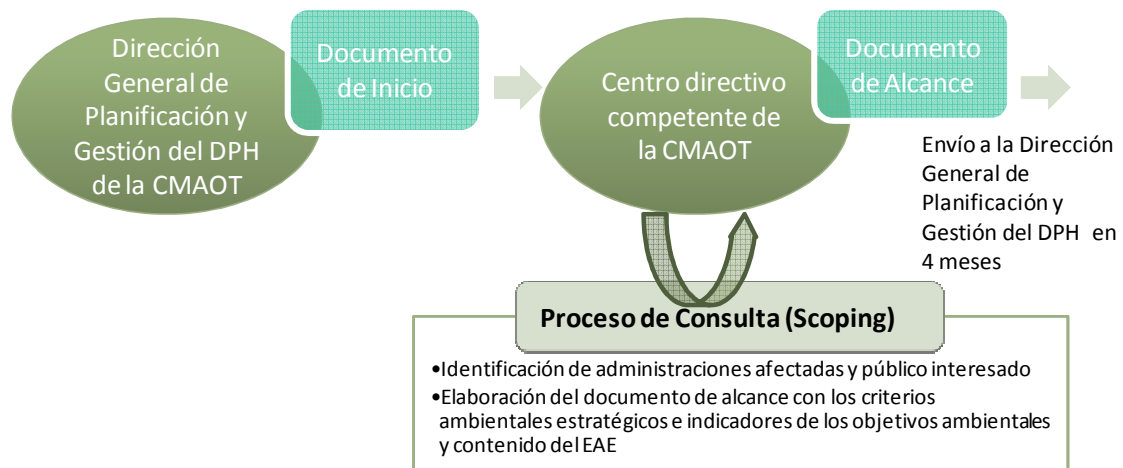 Dirección
General de
Planificación y
Gestión del DPH
de la CMAOT
Documento
de Inicio
Centro directivo
competente de
la CMAOT
Documento
de Alcance
Envío a la Dirección
General de
Planificación y
Gestión del DPH en
4 meses
Proceso de Consulta (Scoping)
•Identificación de administraciones afectadas y público interesado
•Elaboración del documento de alcance con los criterios
ambientales estratégicos e indicadores de los objetivos ambientales
y contenido del EAE